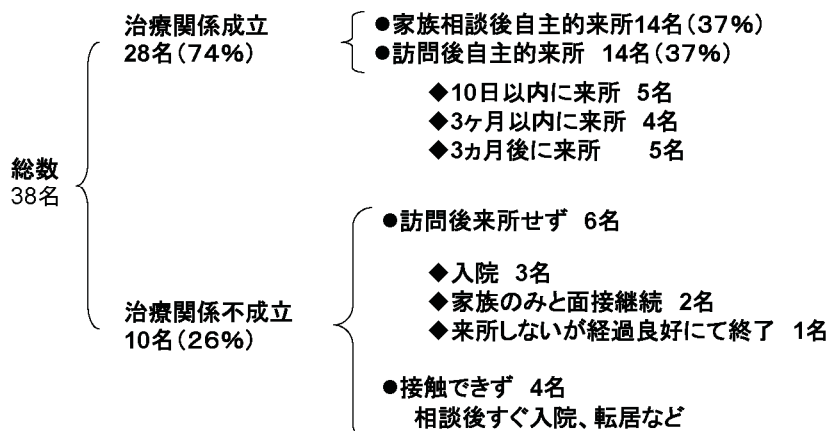 治療関係成立
28名(74%)
●家族相談後自主的来所14名(37%)
●訪問後自主的来所 14名(37%)
◆10日以内に来所 5名
◆3ヶ月以内に来所 4名
◆3ヵ月後に来所 5名
総数
38名
治療関係不成立
10名(26%)
●訪問後来所せず 6名
◆入院 3名
◆家族のみと面接継続 2名
◆来所しないが経過良好にて終了 1名
●接触できず 4名
相談後すぐ入院、転居など